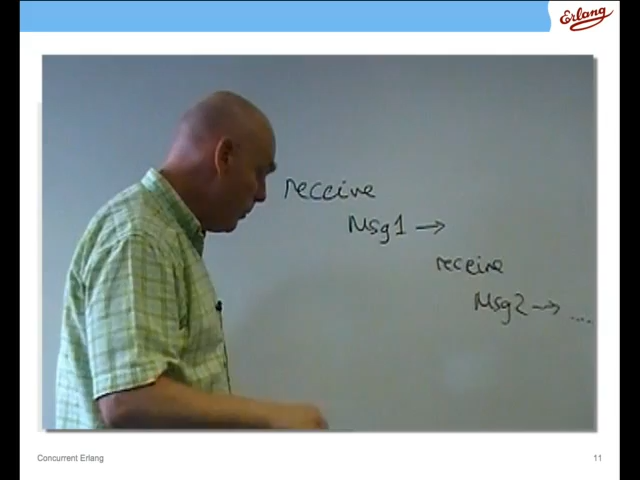 Erlang
receive
Msg1 →
receive
Msg2 → ....
Concurrent Erlang
11